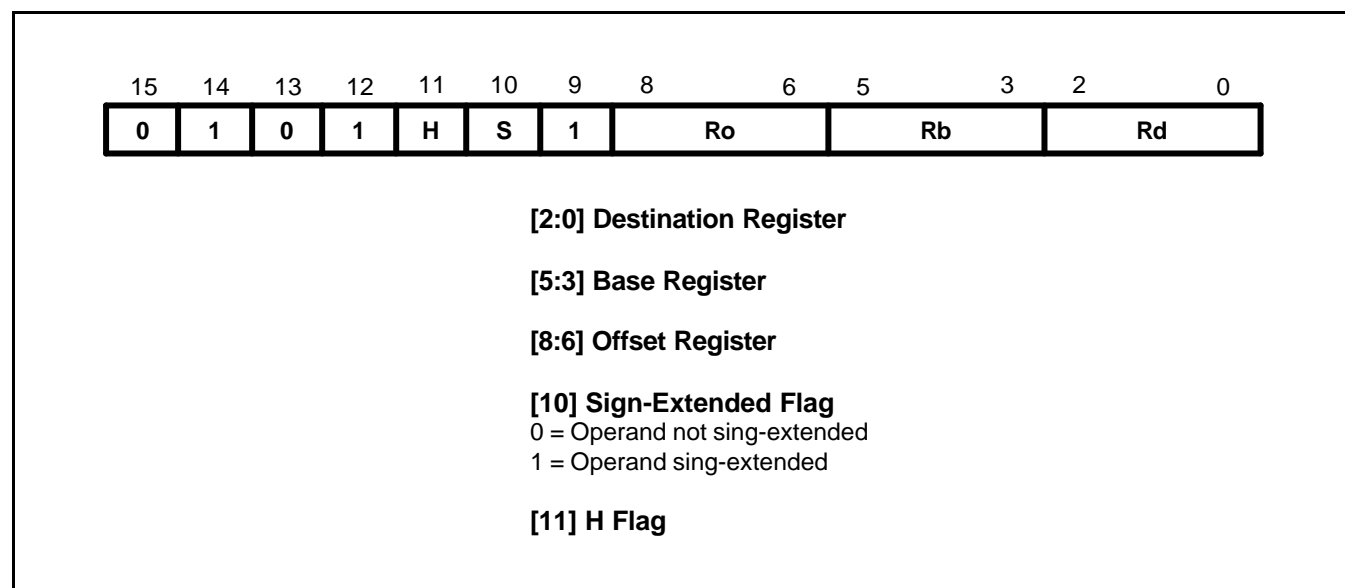 15 14 13 12 11 10 9 8 6 5 3 2 0
0 1 0 1 H S 1 Ro Rb Rd
[2:0] Destination Register
[5:3] Base Register
[8:6] Offset Register
[10] Sign-Extended Flag
0 = Operand not sing-extended
1 = Operand sing-extended
[11] H Flag